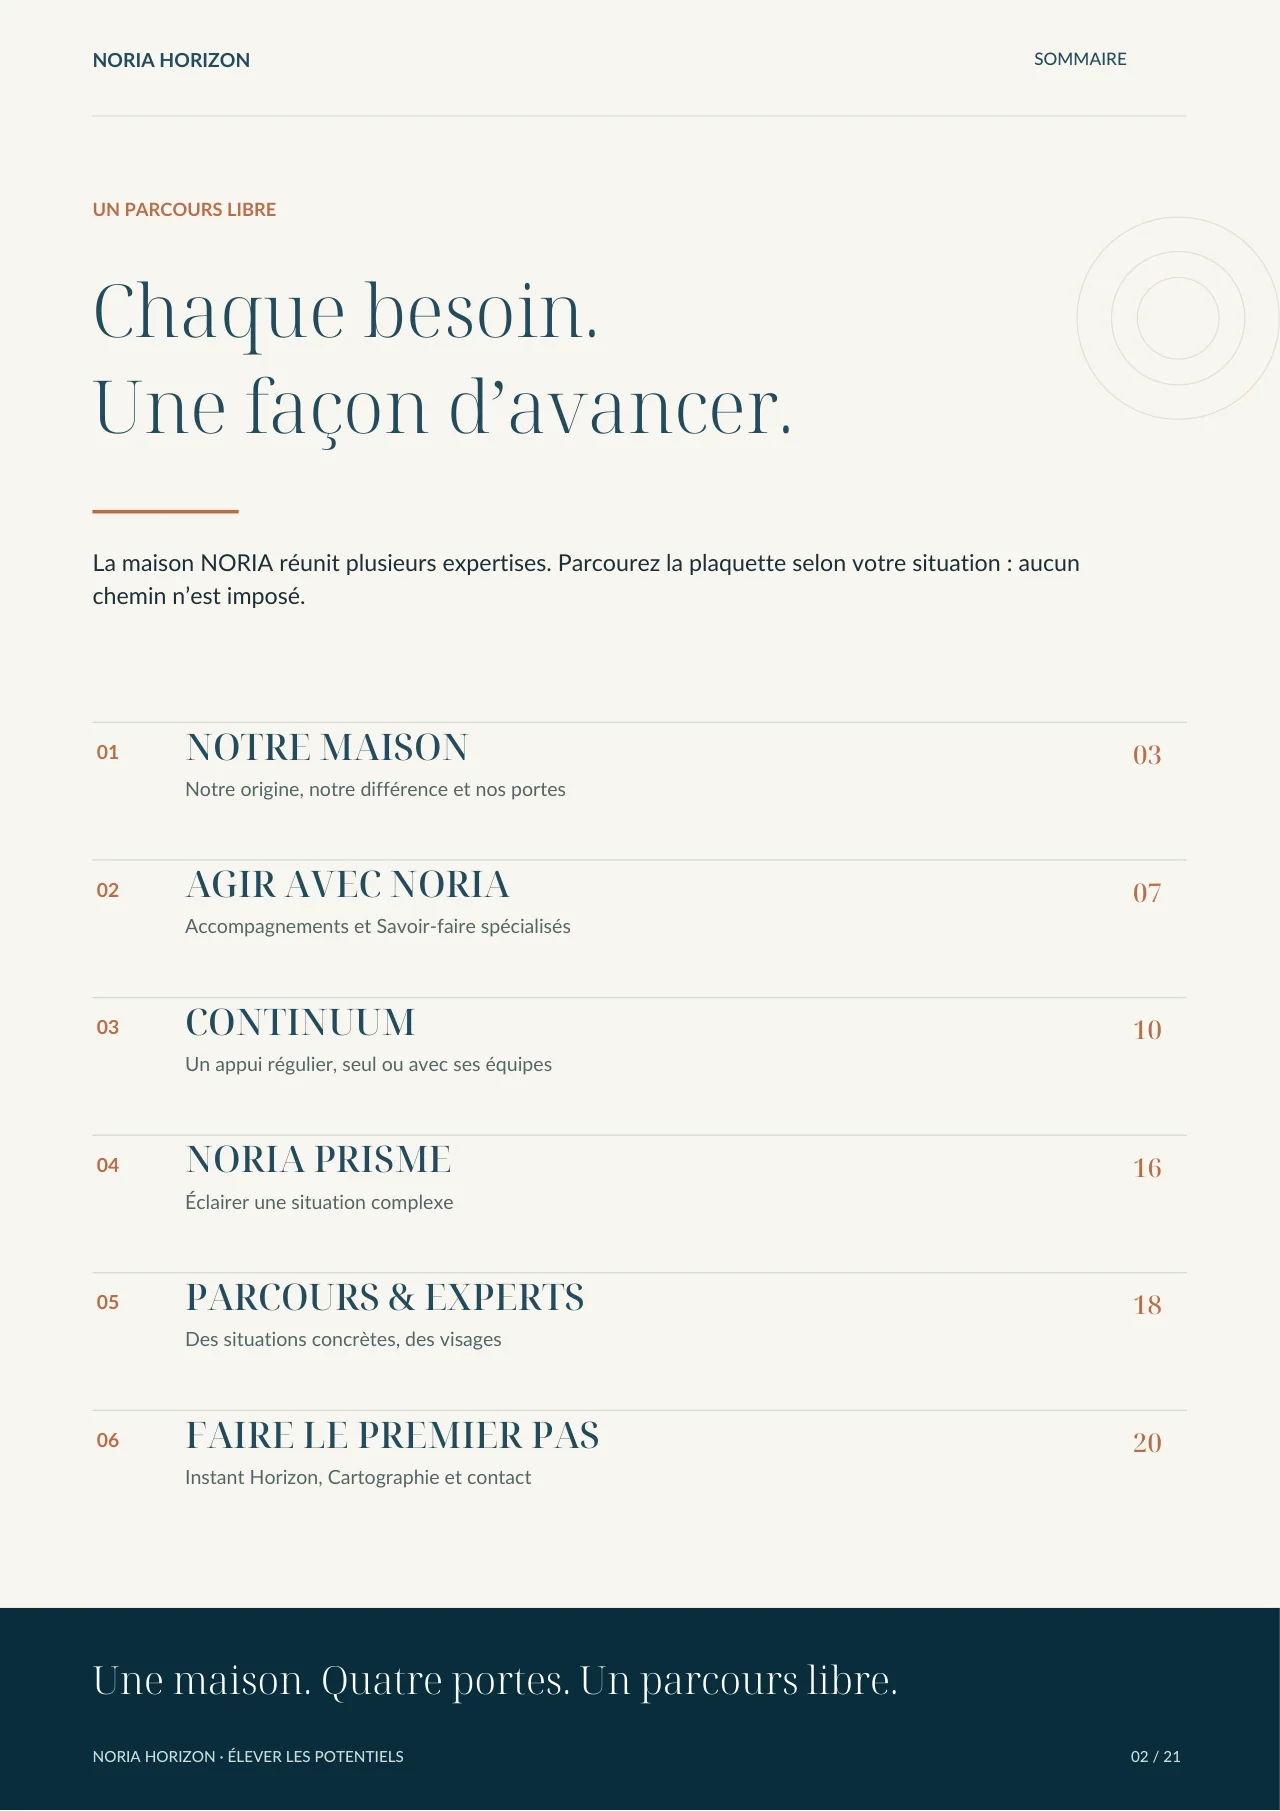 NORIA HORIZON
SOMMAIRE
UN PARCOURS LIBRE
Chaque besoin.
Une façon d’avancer.
La maison NORIA réunit plusieurs expertises. Parcourez la plaquette selon votre situation : aucun
chemin n’est imposé.
01
NOTRE MAISON
03
Notre origine, notre différence et nos portes
02
AGIR AVEC NORIA
07
Accompagnements et Savoir-faire spécialisés
03
CONTINUUM
10
Un appui régulier, seul ou avec ses équipes
04
NORIA PRISME
16
Éclairer une situation complexe
05
PARCOURS & EXPERTS
18
Des situations concrètes, des visages
06
FAIRE LE PREMIER PAS
20
Instant Horizon, Cartographie et contact
Une maison. Quatre portes. Un parcours libre.
NORIA HORIZON · ÉLEVER LES POTENTIELS
02 / 21